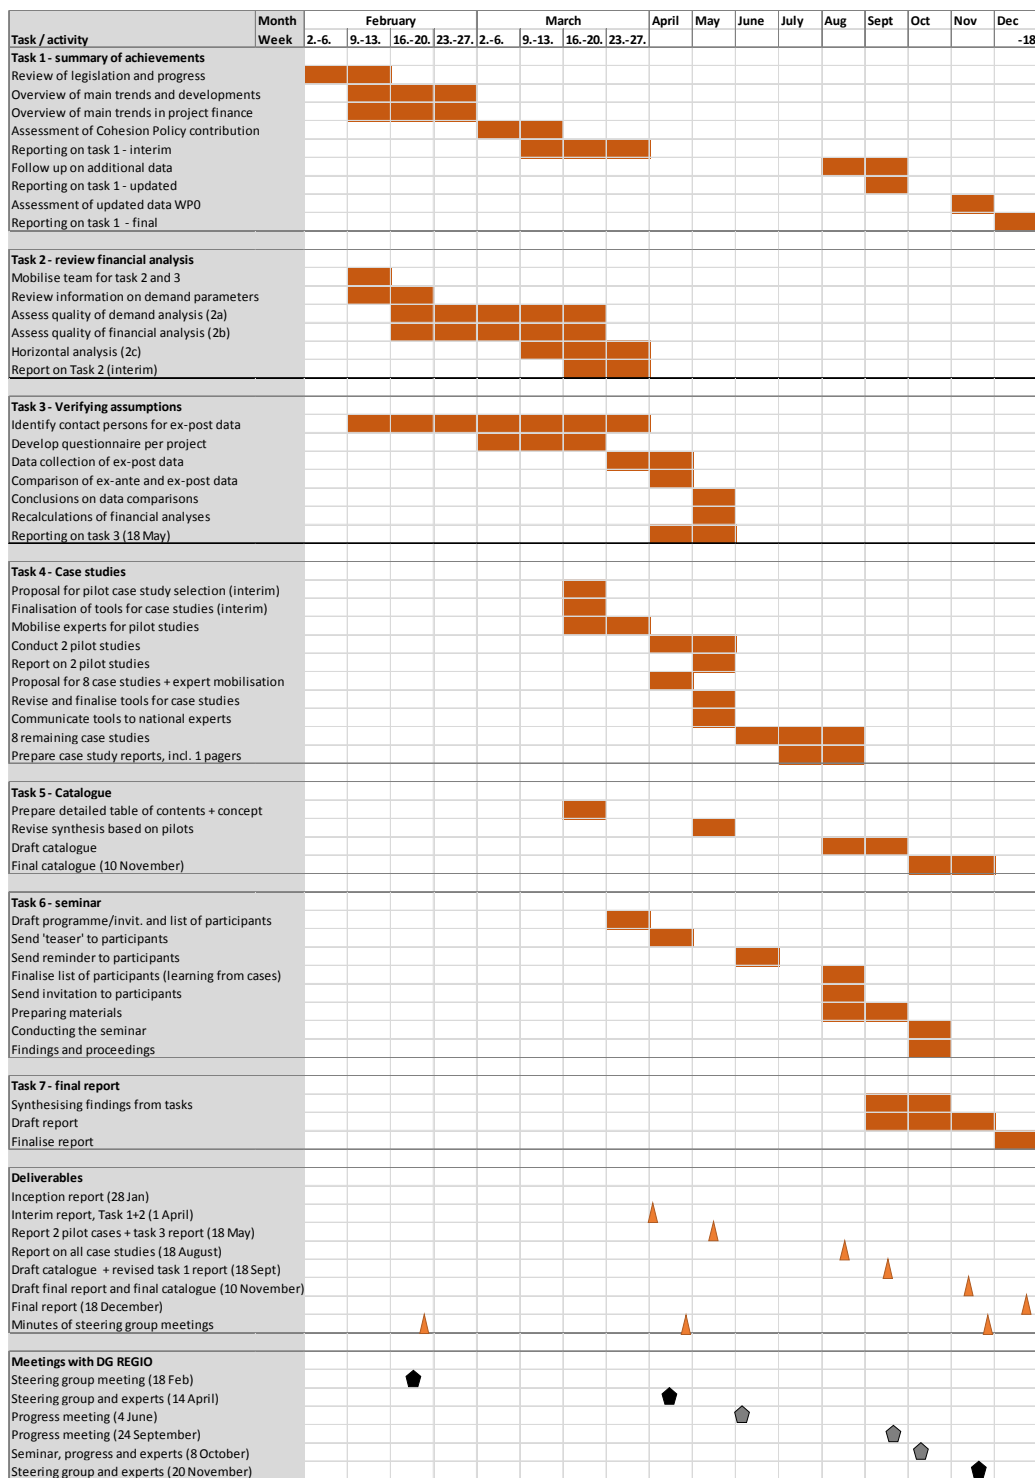 Month February March April May June July Aug Sept Oct Nov Dec
Task / activity Week 2.-6. 9.-13. 16.-20. 23.-27. 2.-6. 9.-13. 16.-20. 23.-27. -18
Task 1 - summary of achievements
Review of legislation and progress
Overview of main trends and developments
Overview of main trends in project finance
Assessment of Cohesion Policy contribution
Reporting on task 1 - interim
Follow up on additional data
Reporting on task 1 - updated
Assessment of updated data WP0
Reporting on task 1 - final
Task 2 - review financial analysis
Mobilise team for task 2 and 3
Review information on demand parameters
Assess quality of demand analysis (2a)
Assess quality of financial analysis (2b)
Horizontal analysis (2c)
Report on Task 2 (interim)
Task 3 - Verifying assumptions
Identify contact persons for ex-post data
Develop questionnaire per project
Data collection of ex-post data
Comparison of ex-ante and ex-post data
Conclusions on data comparisons
Recalculations of financial analyses
Reporting on task 3 (18 May)
Task 4 - Case studies
Proposal for pilot case study selection (interim)
Finalisation of tools for case studies (interim)
Mobilise experts for pilot studies
Conduct 2 pilot studies
Report on 2 pilot studies
Proposal for 8 case studies + expert mobilisation
Revise and finalise tools for case studies
Communicate tools to national experts
8 remaining case studies
Prepare case study reports, incl. 1 pagers
Task 5 - Catalogue
Prepare detailed table of contents + concept
Revise synthesis based on pilots
Draft catalogue
Final catalogue (10 November)
Task 6 - seminar
Draft programme/invit. and list of participants
Send 'teaser' to participants
Send reminder to participants
Finalise list of participants (learning from cases)
Send invitation to participants
Preparing materials
Conducting the seminar
Findings and proceedings
Task 7 - final report
Synthesising findings from tasks
Draft report
Finalise report
Deliverables
Inception report (28 Jan)
Interim report, Task 1+2 (1 April)
Report 2 pilot cases + task 3 report (18 May)
Report on all case studies (18 August)
Draft catalogue + revised task 1 report (18 Sept)
Draft final report and final catalogue (10 November)
Final report (18 December)
Minutes of steering group meetings
Meetings with DG REGIO
Steering group meeting (18 Feb)
Steering group and experts (14 April)
Progress meeting (4 June)
Progress meeting (24 September)
Seminar, progress and experts (8 October)
Steering group and experts (20 November)